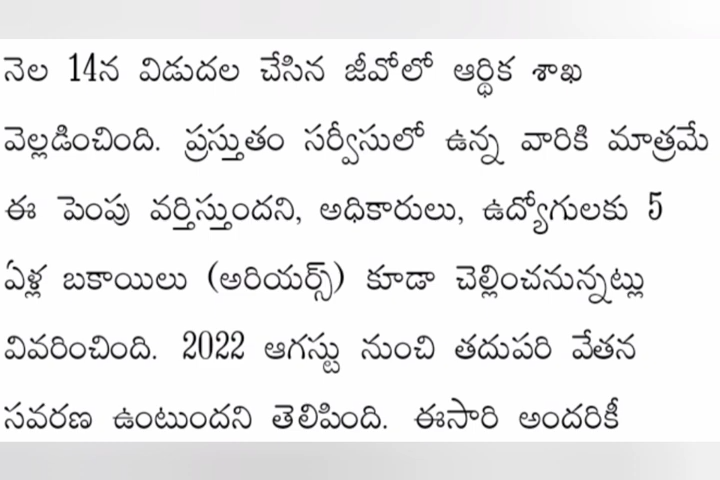 నెల 14న విడుదల చేసిన జీవోలో ఆర్థిక శాఖ
వెల్లడించింది. ప్రస్తుతం సర్వీసులో ఉన్న వారికి మాత్రమే
ఈ పెంపు వర్తిస్తుందని, అధికారులు, ఉద్యోగులకు 5
ఏళ్ల బకాయిలు (అరియర్స్) కూడా చెల్లించనున్నట్లు
వివరించింది. 2022 ఆగస్టు నుంచి తదుపరి వేతన
సవరణ ఉంటుందని తెలిపింది. ఈసారి అందరికీ